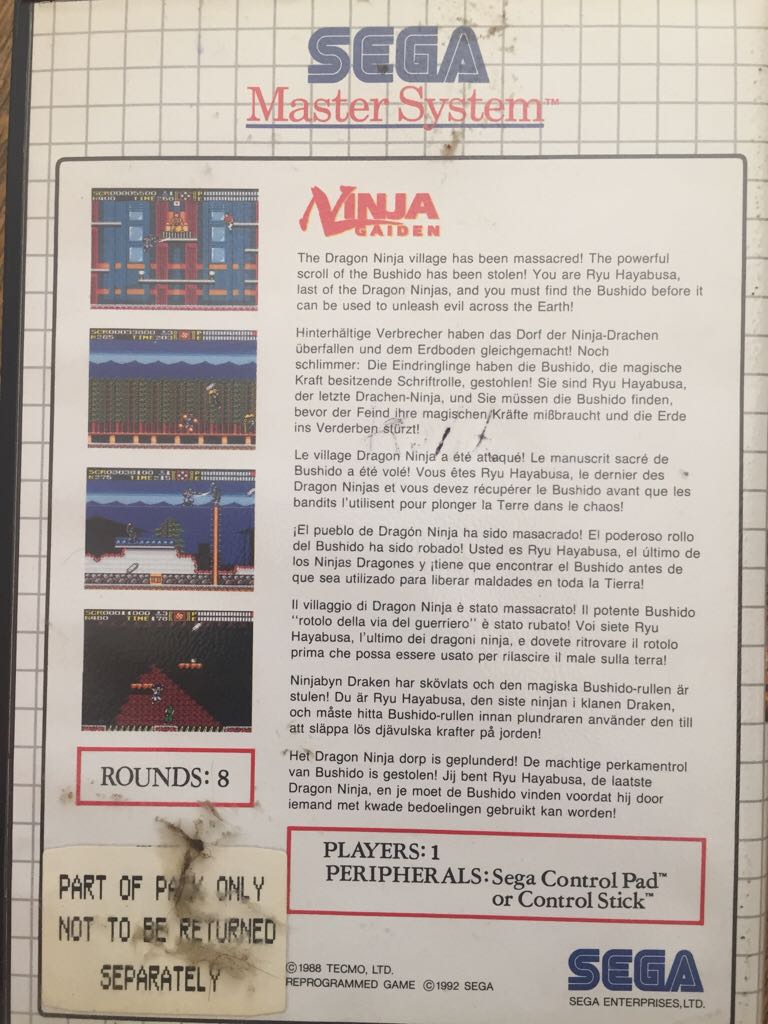 SEGA
Master System™
NINJA
GAIDEN
The Dragon Ninja village has been massacred! The powerful
scroll of the Bushido has been stolen! You are Ryu Hayabusa,
last of the Dragon Ninjas, and you must find the Bushido before it
can be used to unleash evil across the Earth!
Hinterhältige Verbrecher haben das Dorf der Ninja-Drachen
überfallen und dem Erdboden gleichgemacht! Noch
schlimmer: Die Eindringlinge haben die Bushido, die magische
Kraft besitzende Schriftrolle, gestohlen! Sie sind Ryu Hayabusa,
der letzte Drachen-Ninja, und Sie müssen die Bushido finden,
bevor der Feind ihre magischen Kräfte mißbraucht und die Erde
ins Verderben stürzt!
Le village Dragon Ninja a été attaqué! Le manuscrit sacré de
Bushido a été volé! Vous êtes Ryu Hayabusa, le dernier des
Dragon Ninjas et vous devez récupérer le Bushido avant que les
bandits l'utilisent pour plonger la Terre dans le chaos!
¡El pueblo de Dragón Ninja ha sido masacrado! El poderoso rollo
del Bushido ha sido robado! Usted es Ryu Hayabusa, el último de
los Ninjas Dragones y ¡tiene que encontrar el Bushido antes de
que sea utilizado para liberar maldades en toda la Tierra!
Il villaggio di Dragon Ninja è stato massacrato! Il potente Bushido
"rotolo della via del guerriero" è stato rubato! Voi siete Ryu
Hayabusa, l'ultimo dei dragoni ninja, e dovete ritrovare il rotolo
prima che possa essere usato per rilascire il male sulla terra!
Ninjabyn Draken har skövlats och den magiska Bushido-rullen är
stulen! Du är Ryu Hayabusa, den siste ninjan i klanen Draken,
och måste hitta Bushido-rullen innan plundraren använder den till
att släppa lös djävulska krafter på jorden!
Het Dragon Ninja dorp is geplunderd! De machtige perkamentrol
van Bushido is gestolen! Jij bent Ryu Hayabusa, de laatste
Dragon Ninja, en je moet de Bushido vinden voordat hij door
iemand met kwade bedoelingen gebruikt kan worden!
ROUNDS: 8
PLAYERS: 1
PERIPHERALS: Sega Control Pad™
or Control Stick™
PART OF PACK ONLY
NOT TO BE RETURNED
SEPARATELY
©1988 TECMO, LTD.
REPROGRAMMED GAME ©1992 SEGA
SEGA
SEGA ENTERPRISES, LTD.